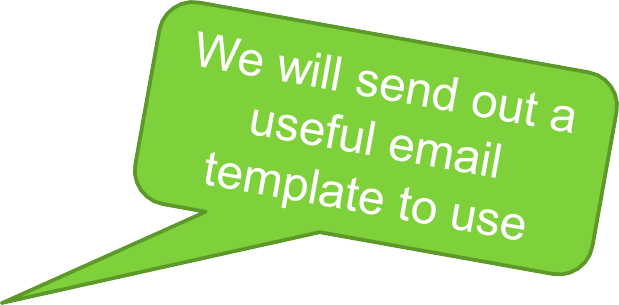 We will send out a
useful email
template to use